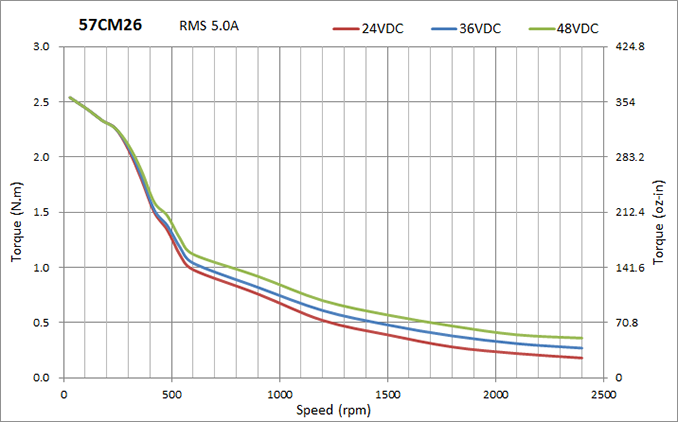 57CM26 RMS 5.0A 24VDC 36VDC 48VDC
3.0 424.8
2.5 354
2.0 283.2
1.5 212.4
1.0 141.6
0.5 70.8
0.0 0
0 500 1000 1500 2000 2500
Torque (N.m)
Torque (oz-in)
Speed (rpm)